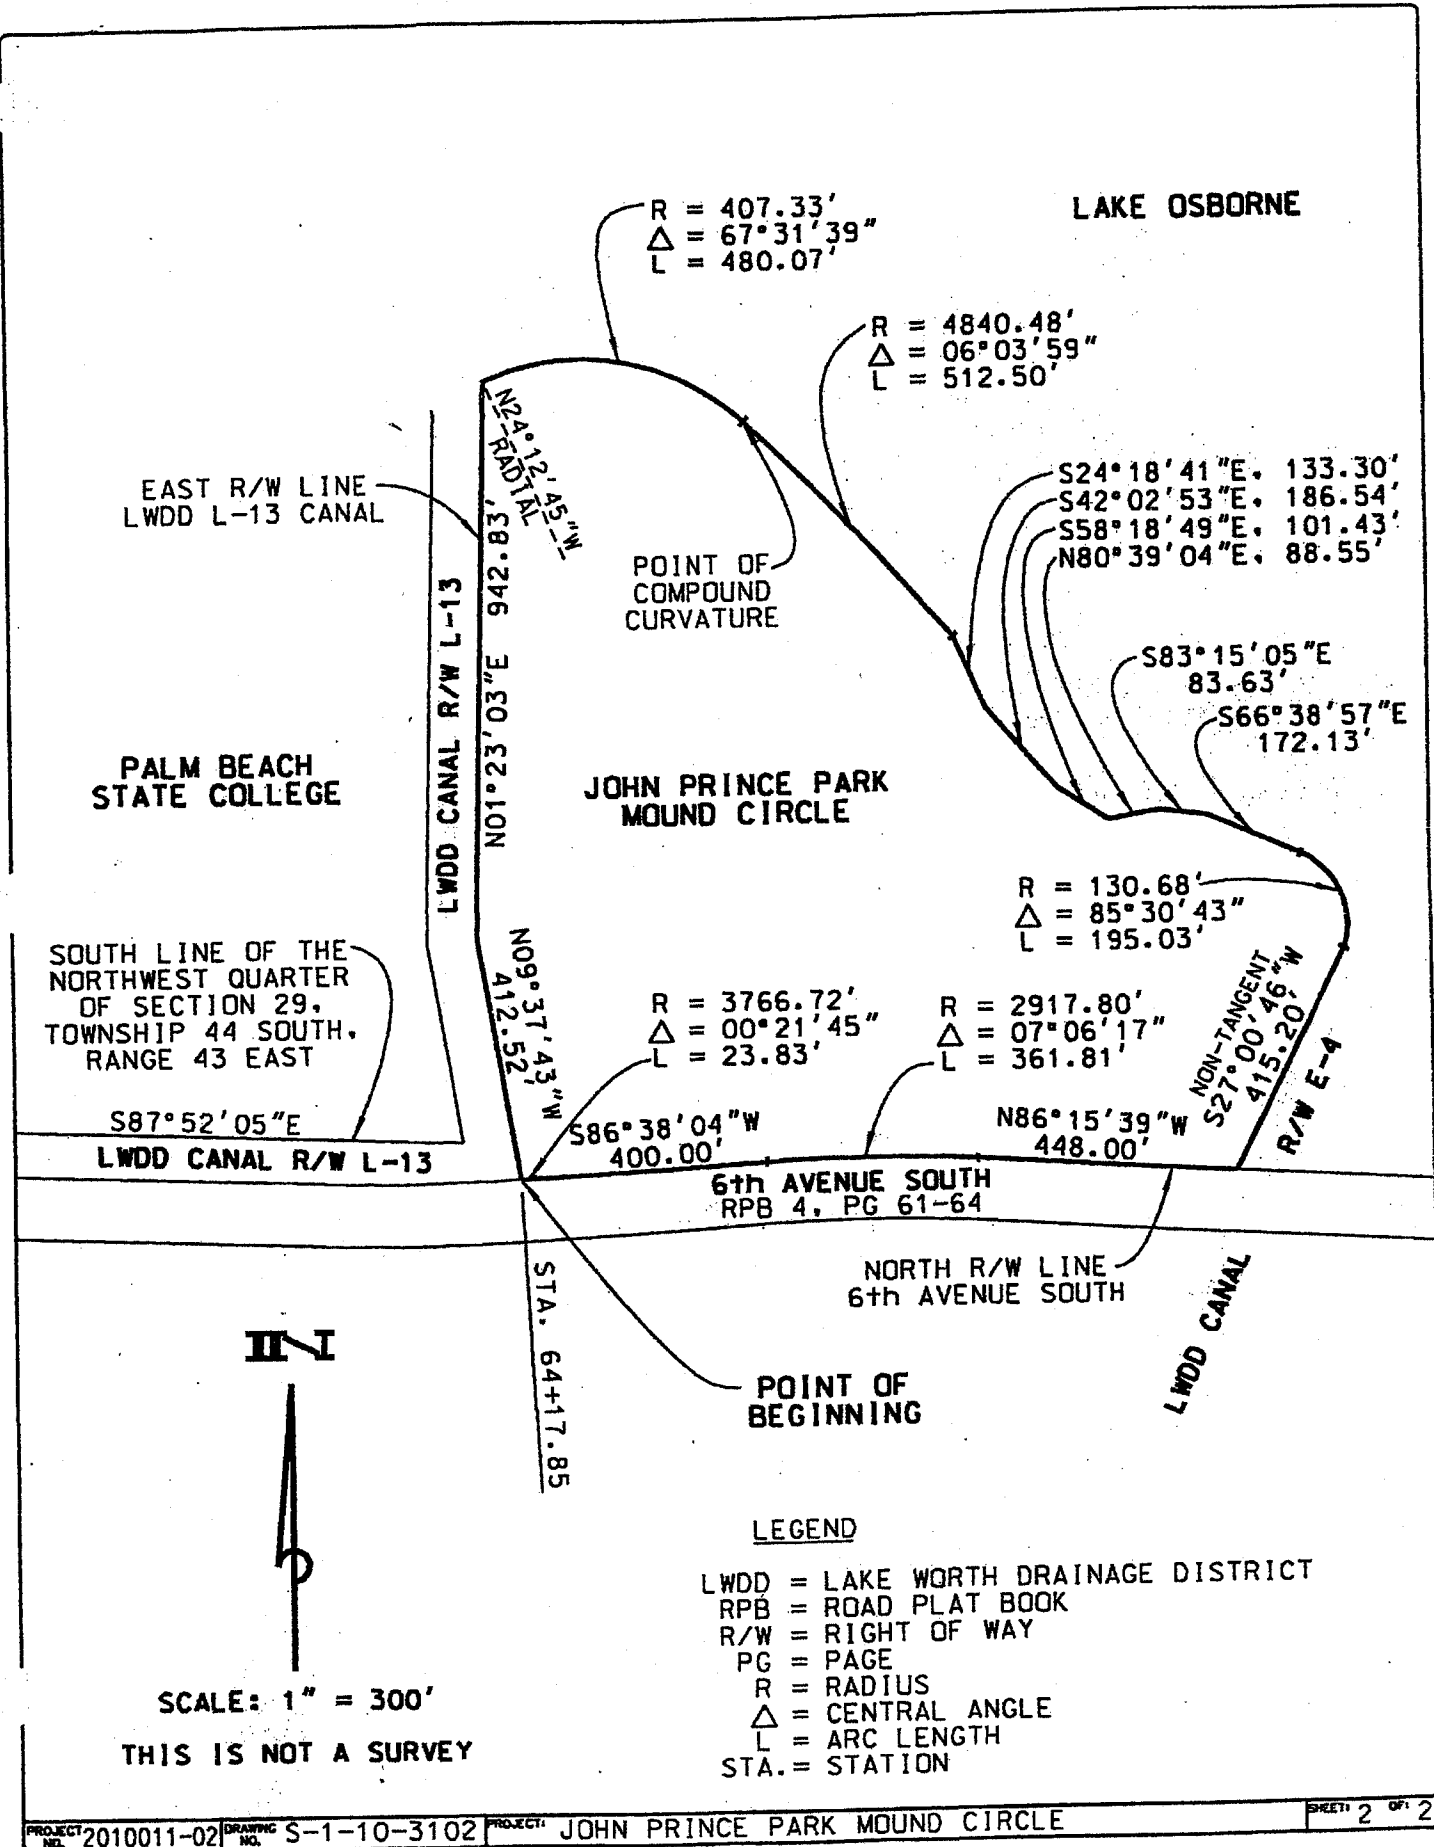 LAKE OSBORNE
R = 407.33'
Δ = 67°31'39"
L = 480.07'
R = 4840.48'
Δ = 06°03'59"
L = 512.50'
N24°12'45"W
RADIAL
EAST R/W LINE
LWDD L-13 CANAL
S24°18'41"E, 133.30'
S42°02'53"E, 186.54'
S58°18'49"E, 101.43'
N80°39'04"E, 88.55'
POINT OF
COMPOUND
CURVATURE
N01°23'03"E 942.83'
LWDD CANAL R/W L-13
S83°15'05"E
83.63'
S66°38'57"E
172.13'
PALM BEACH
STATE COLLEGE
JOHN PRINCE PARK
MOUND CIRCLE
R = 130.68'
Δ = 85°30'43"
L = 195.03'
SOUTH LINE OF THE
NORTHWEST QUARTER
OF SECTION 29,
TOWNSHIP 44 SOUTH,
RANGE 43 EAST
N09°37'43"W
412.52'
R = 3766.72'
Δ = 00°21'45"
L = 23.83'
R = 2917.80'
Δ = 07°06'17"
L = 361.81'
NON-TANGENT
S27°00'46"W
415.20'
R/W E-4
S87°52'05"E
LWDD CANAL R/W L-13
S86°38'04"W
400.00'
N86°15'39"W
448.00'
6th AVENUE SOUTH
RPB 4, PG 61-64
NORTH R/W LINE
6th AVENUE SOUTH
LWDD CANAL
STA. 64+17.85
POINT OF
BEGINNING
N
LEGEND
LWDD = LAKE WORTH DRAINAGE DISTRICT
RPB = ROAD PLAT BOOK
R/W = RIGHT OF WAY
PG = PAGE
R = RADIUS
Δ = CENTRAL ANGLE
L = ARC LENGTH
STA. = STATION
SCALE: 1" = 300'
THIS IS NOT A SURVEY
PROJECT NO. 2010011-02 DRAWING NO. S-1-10-3102 PROJECT: JOHN PRINCE PARK MOUND CIRCLE SHEET: 2 OF: 2